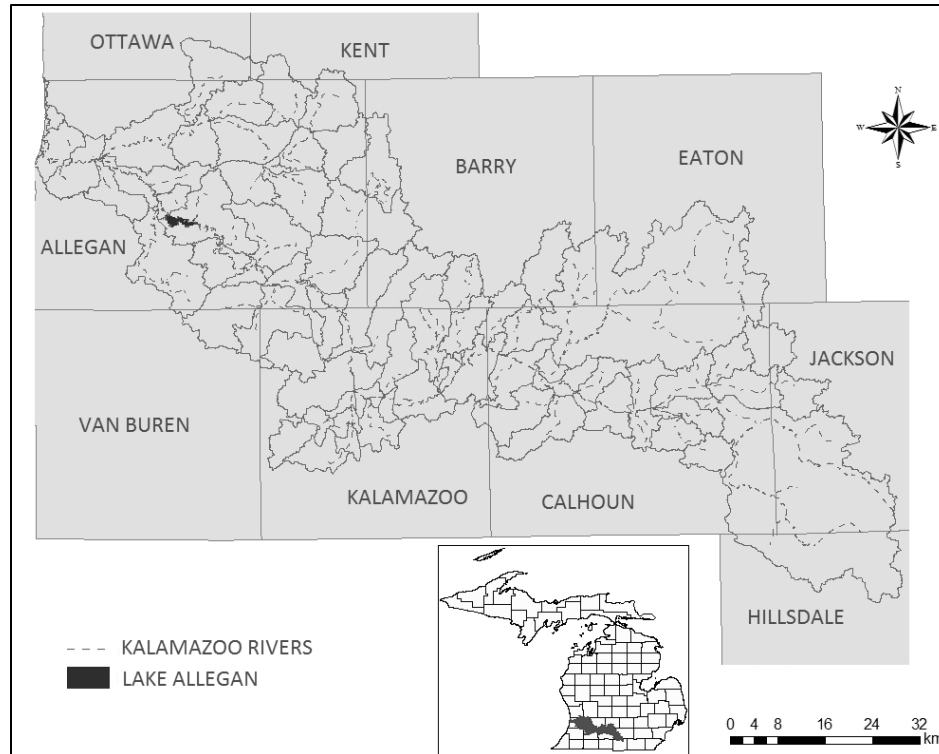 OTTAWA
KENT
N
W E
S
BARRY
EATON
ALLEGAN
JACKSON
VAN BUREN
KALAMAZOO
CALHOUN
HILLSDALE
KALAMAZOO RIVERS
LAKE ALLEGAN
0 4 8 16 24 32
km